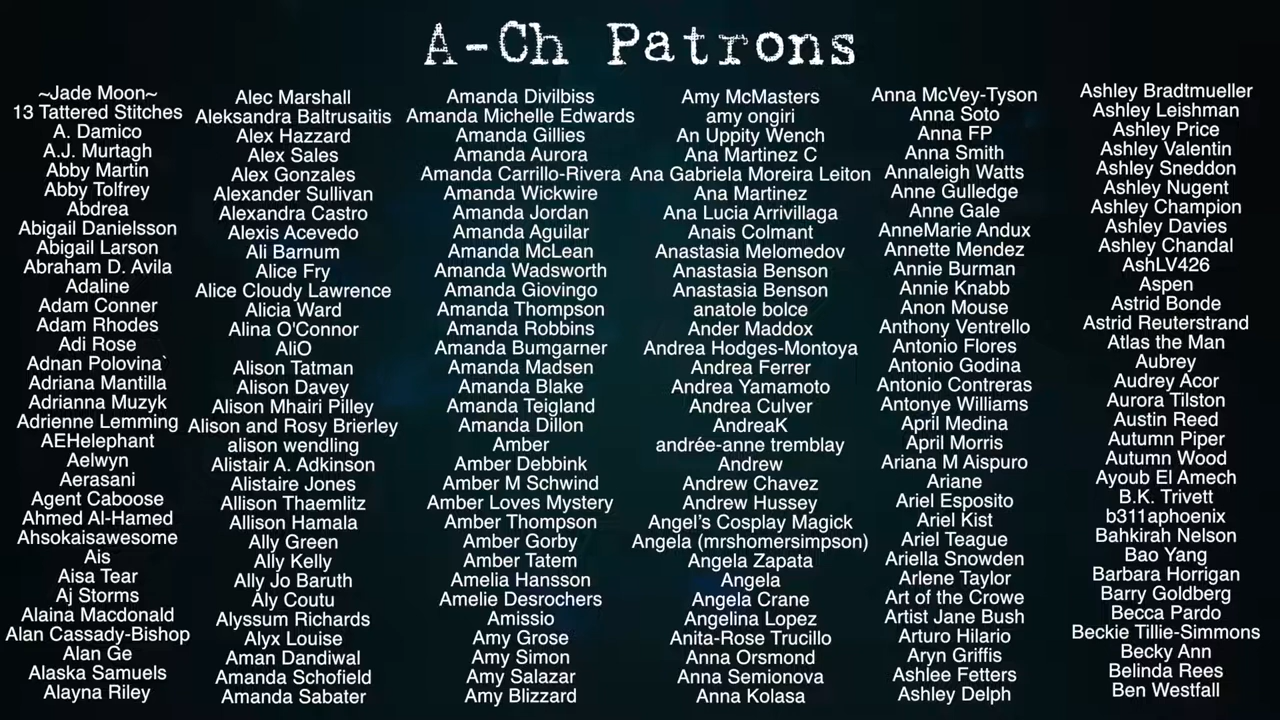 A-Ch Patrons
~Jade Moon~
13 Tattered Stitches
A. Damico
A.J. Murtagh
Abby Martin
Abby Tolfrey
Abdrea
Abigail Danielsson
Abigail Larson
Abraham D. Avila
Adaline
Adam Conner
Adam Rhodes
Adi Rose
Adnan Polovina`
Adriana Mantilla
Adrianna Muzyk
Adrienne Lemming
AEHelephant
Aelwyn
Aerasani
Agent Caboose
Ahmed Al-Hamed
Ahsokaisawesome
Ais
Aisa Tear
Aj Storms
Alaina Macdonald
Alan Cassady-Bishop
Alan Ge
Alaska Samuels
Alayna Riley
Alec Marshall
Aleksandra Baltrusaitis
Alex Hazzard
Alex Sales
Alex Gonzales
Alexander Sullivan
Alexandra Castro
Alexis Acevedo
Ali Barnum
Alice Fry
Alice Cloudy Lawrence
Alicia Ward
Alina O'Connor
AliO
Alison Tatman
Alison Davey
Alison Mhairi Pilley
Alison and Rosy Brierley
alison wendling
Alistair A. Adkinson
Alistaire Jones
Allison Thaemlitz
Allison Hamala
Ally Green
Ally Kelly
Ally Jo Baruth
Aly Coutu
Alyssum Richards
Alyx Louise
Aman Dandiwal
Amanda Schofield
Amanda Sabater
Amanda Divilbiss
Amanda Michelle Edwards
Amanda Gillies
Amanda Aurora
Amanda Carrillo-Rivera
Amanda Wickwire
Amanda Jordan
Amanda Aguilar
Amanda McLean
Amanda Wadsworth
Amanda Giovingo
Amanda Thompson
Amanda Robbins
Amanda Bumgarner
Amanda Madsen
Amanda Blake
Amanda Teigland
Amanda Dillon
Amber
Amber Debbink
Amber M Schwind
Amber Loves Mystery
Amber Thompson
Amber Gorby
Amber Tatem
Amelia Hansson
Amelie Desrochers
Amissio
Amy Grose
Amy Simon
Amy Salazar
Amy Blizzard
Amy McMasters
amy ongiri
An Uppity Wench
Ana Martinez C
Ana Gabriela Moreira Leiton
Ana Martinez
Ana Lucia Arrivillaga
Anais Colmant
Anastasia Melomedov
Anastasia Benson
Anastasia Benson
anatole bolce
Ander Maddox
Andrea Hodges-Montoya
Andrea Ferrer
Andrea Yamamoto
Andrea Culver
AndreaK
andrée-anne tremblay
Andrew
Andrew Chavez
Andrew Hussey
Angel’s Cosplay Magick
Angela (mrshomersimpson)
Angela Zapata
Angela
Angela Crane
Angelina Lopez
Anita-Rose Trucillo
Anna Orsmond
Anna Semionova
Anna Kolasa
Anna McVey-Tyson
Anna Soto
Anna FP
Anna Smith
Annaleigh Watts
Anne Gulledge
Anne Gale
AnneMarie Andux
Annette Mendez
Annie Burman
Annie Knabb
Anon Mouse
Anthony Ventrello
Antonio Flores
Antonio Godina
Antonio Contreras
Antonye Williams
April Medina
April Morris
Ariana M Aispuro
Ariane
Ariel Esposito
Ariel Kist
Ariel Teague
Ariella Snowden
Arlene Taylor
Art of the Crowe
Artist Jane Bush
Arturo Hilario
Aryn Griffis
Ashlee Fetters
Ashley Delph
Ashley Bradtmueller
Ashley Leishman
Ashley Price
Ashley Valentin
Ashley Sneddon
Ashley Nugent
Ashley Champion
Ashley Davies
Ashley Chandal
AshLV426
Aspen
Astrid Bonde
Astrid Reuterstrand
Atlas the Man
Aubrey
Audrey Acor
Aurora Tilston
Austin Reed
Autumn Piper
Autumn Wood
Ayoub El Amech
B.K. Trivett
b311aphoenix
Bahkirah Nelson
Bao Yang
Barbara Horrigan
Barry Goldberg
Becca Pardo
Beckie Tillie-Simmons
Becky Ann
Belinda Rees
Ben Westfall